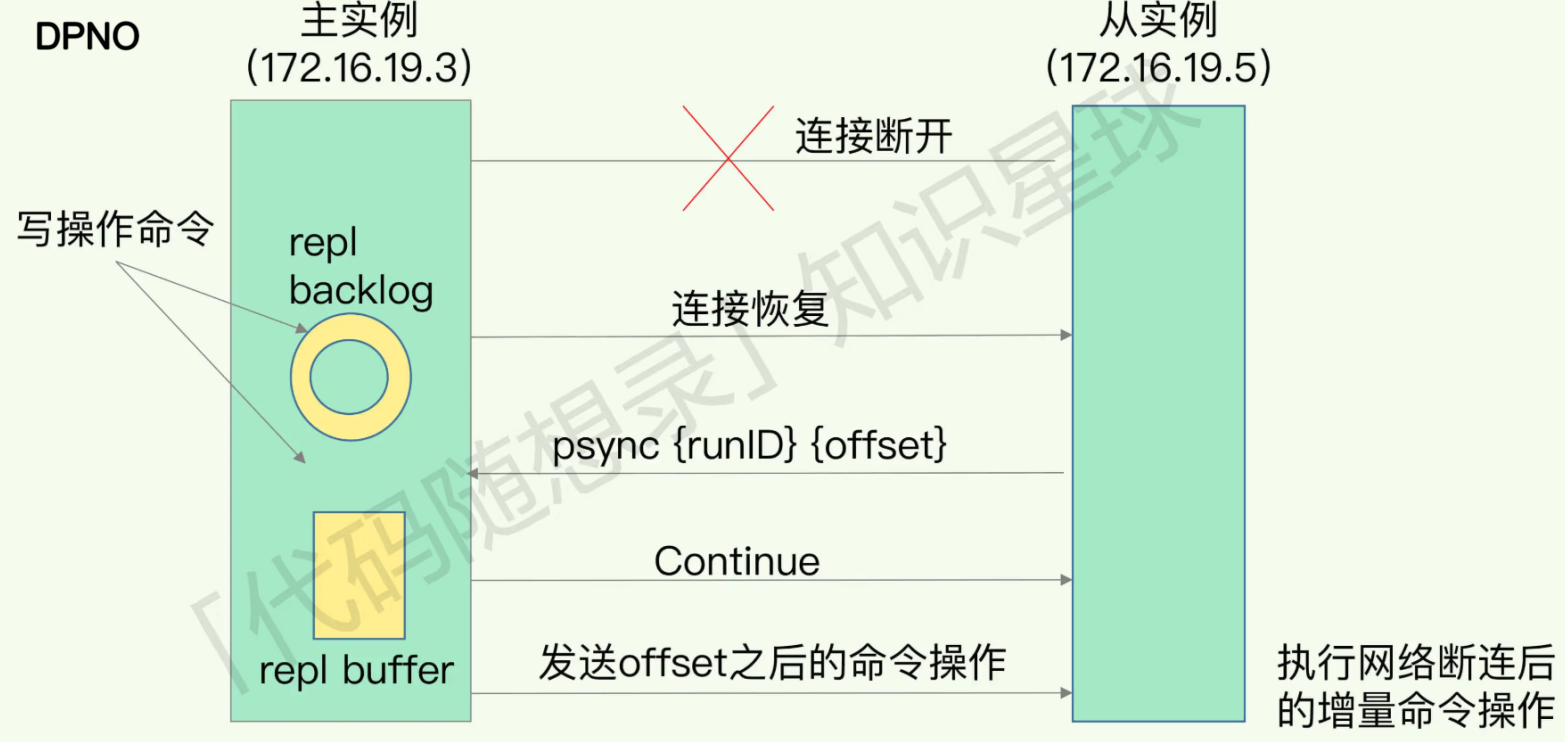 DPNO
主实例
(172.16.19.3)
从实例
(172.16.19.5)
连接断开
写操作命令
repl
backlog
连接恢复
psync {runID} {offset}
Continue
repl buffer
发送offset之后的命令操作
执行网络断连后
的增量命令操作
「代码随想录」知识星球